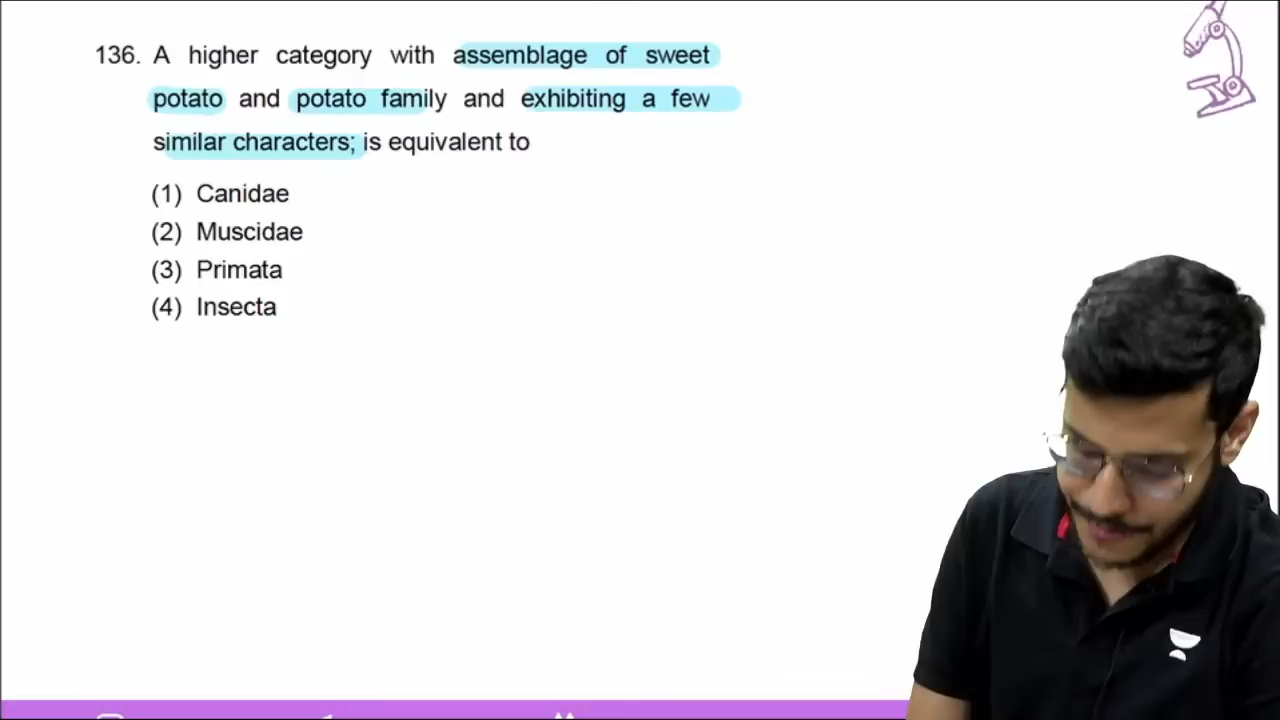 136. A higher category with assemblage of sweet
potato and potato family and exhibiting a few
similar characters; is equivalent to
(1) Canidae
(2) Muscidae
(3) Primata
(4) Insecta